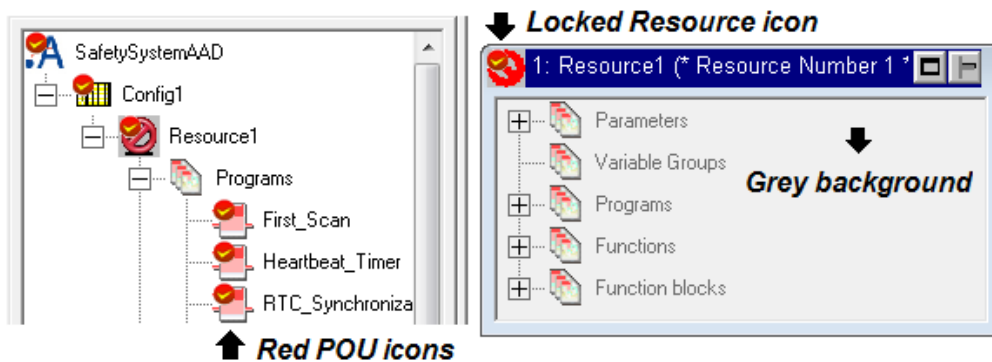 SafetySystemAAD
Config1
Resource1
Programs
First_Scan
Heartbeat_Timer
RTC_Synchroniza
Red POU icons
Locked Resource icon
1: Resource1 (* Resource Number 1 *
Parameters
Variable Groups
Programs
Functions
Function blocks
Grey background